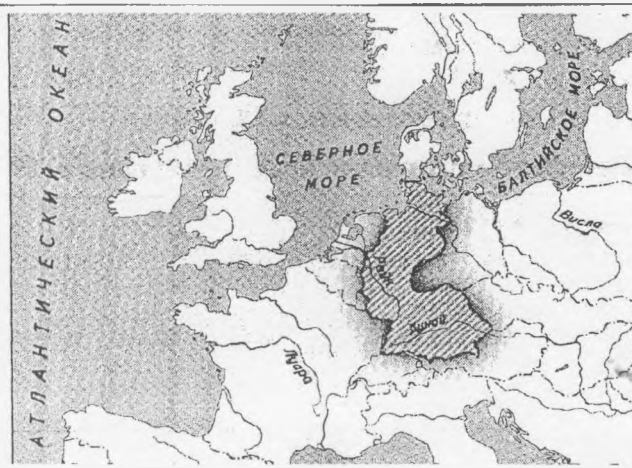 АТЛАНТИЧЕСКИЙ ОКЕАН
СЕВЕРНОЕ
МОРЕ
БАЛТИЙСКОЕ МОРЕ
Висла
Рейн
Дунай
Луара